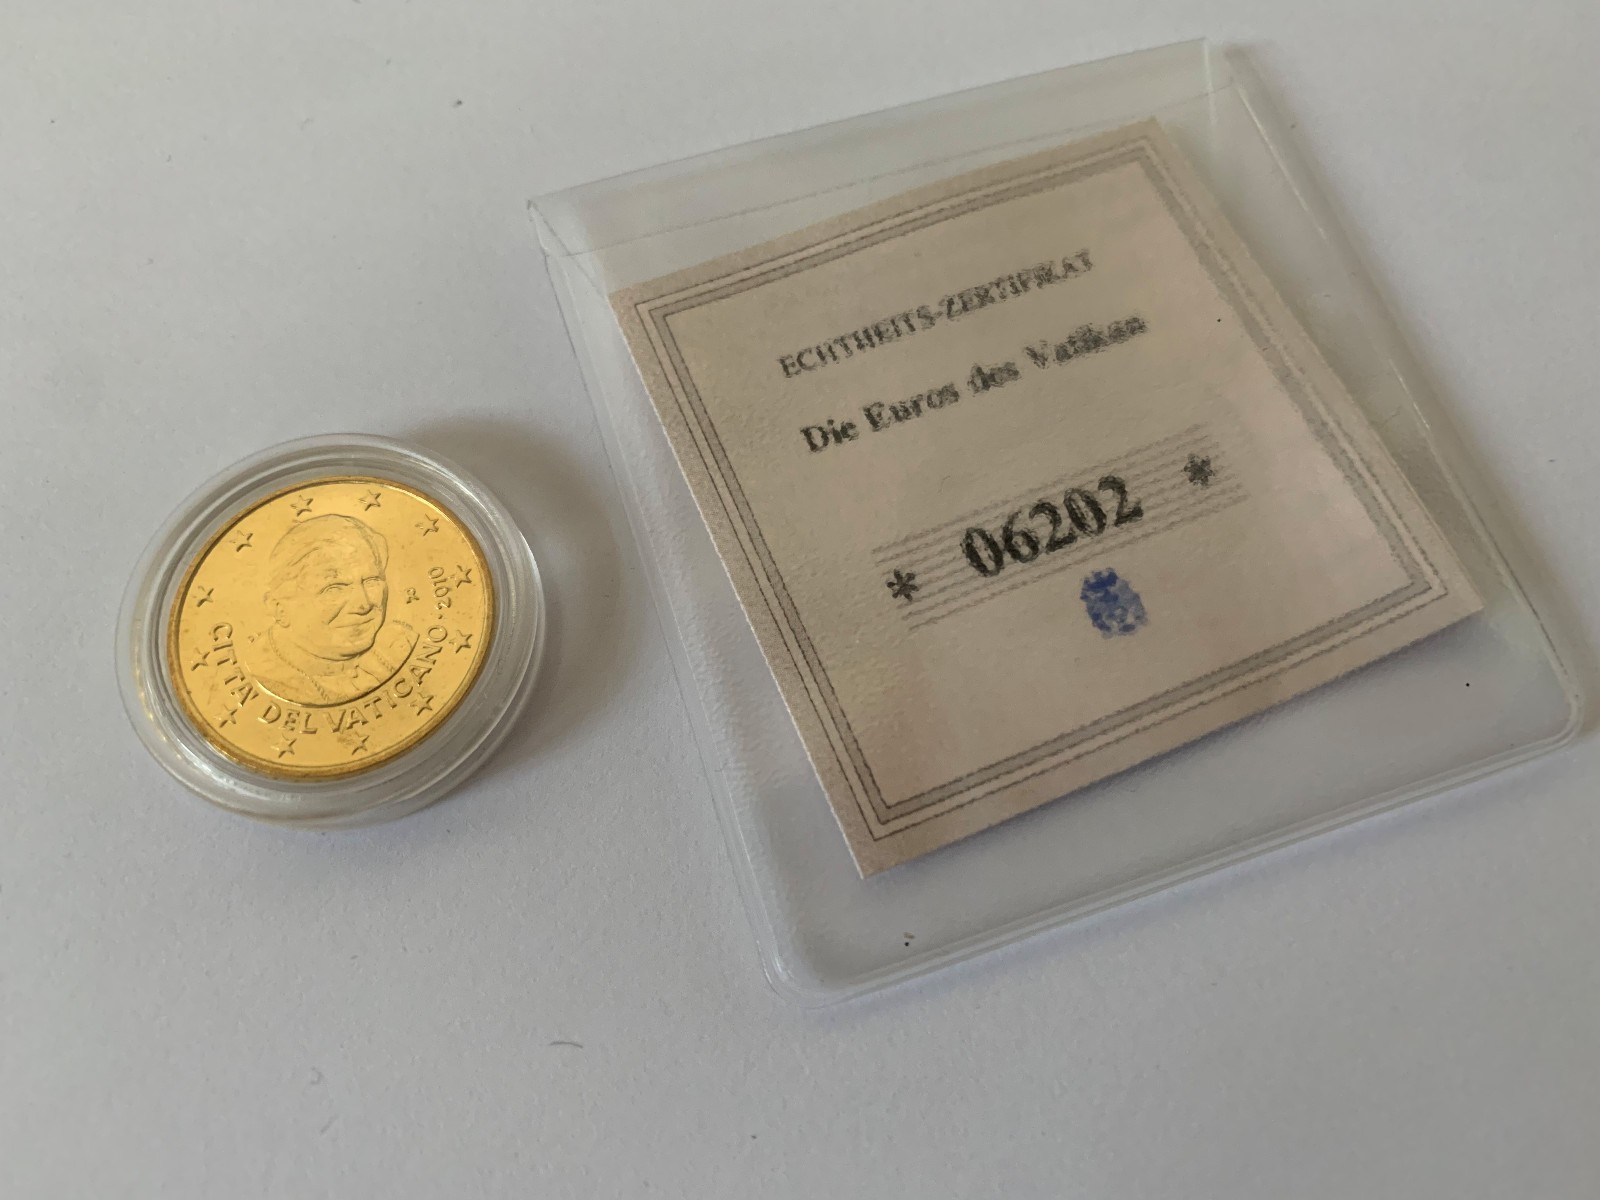 CITTA' DEL VATICANO · 2010
R
ECHTHEITS-ZERTIFIKAT
Die Euros des Vatikan
* 06202 *